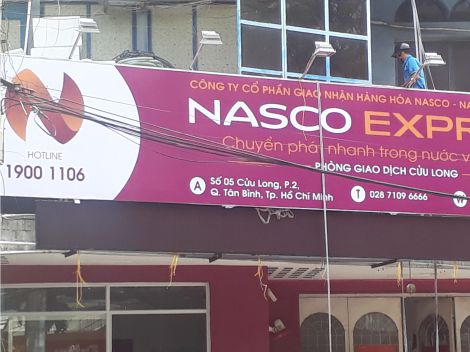 CÔNG TY CỔ PHẦN GIAO NHẬN HÀNG HÓA NASCO - NA
NASCO EXP
Chuyển phát nhanh trong nước v
PHÒNG GIAO DỊCH CỬU LONG
HOTLINE
1900 1106
A Số 05 Cửu Long, P.2,
Q. Tân Bình, Tp. Hồ Chí Minh
T 028 7109 6666
W